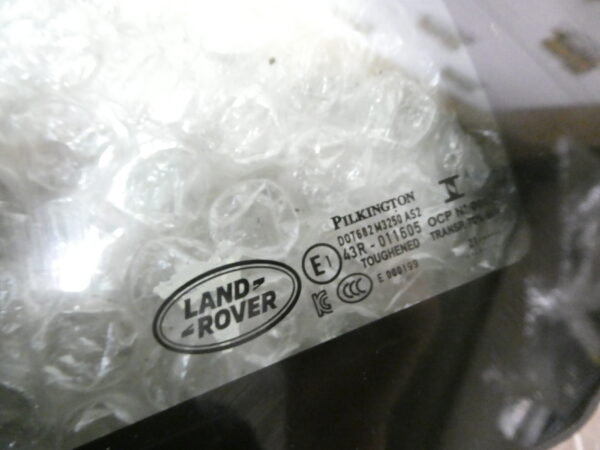 LAND
ROVER
PILKINGTON
DOT682 M3250 AS2
43R - 011605
TOUGHENED
E1
CCC
E 000199
OCP
TRANSP.